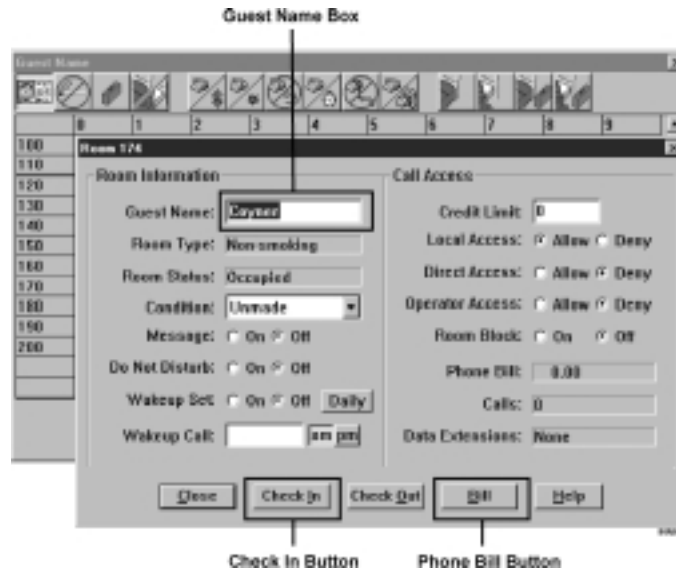 Guest Name Box
Guest Name
0 1 2 3 4 5 6 7 8 9
100
110
120
130
140
150
160
170
180
190
200
Room 174
Room Information
Guest Name:
Room Type: Non-smoking
Room Status: Occupied
Condition: Unmade
Message: On Off
Do Not Disturb: On Off
Wakeup Set: On Off Daily
Wakeup Call: am pm
Call Access
Credit Limit: 0
Local Access: Allow Deny
Direct Access: Allow Deny
Operator Access: Allow Deny
Room Block: On Off
Phone Bill: 0.00
Calls: 0
Data Extensions: None
Close Check In Check Out Bill Help
Check In Button Phone Bill Button